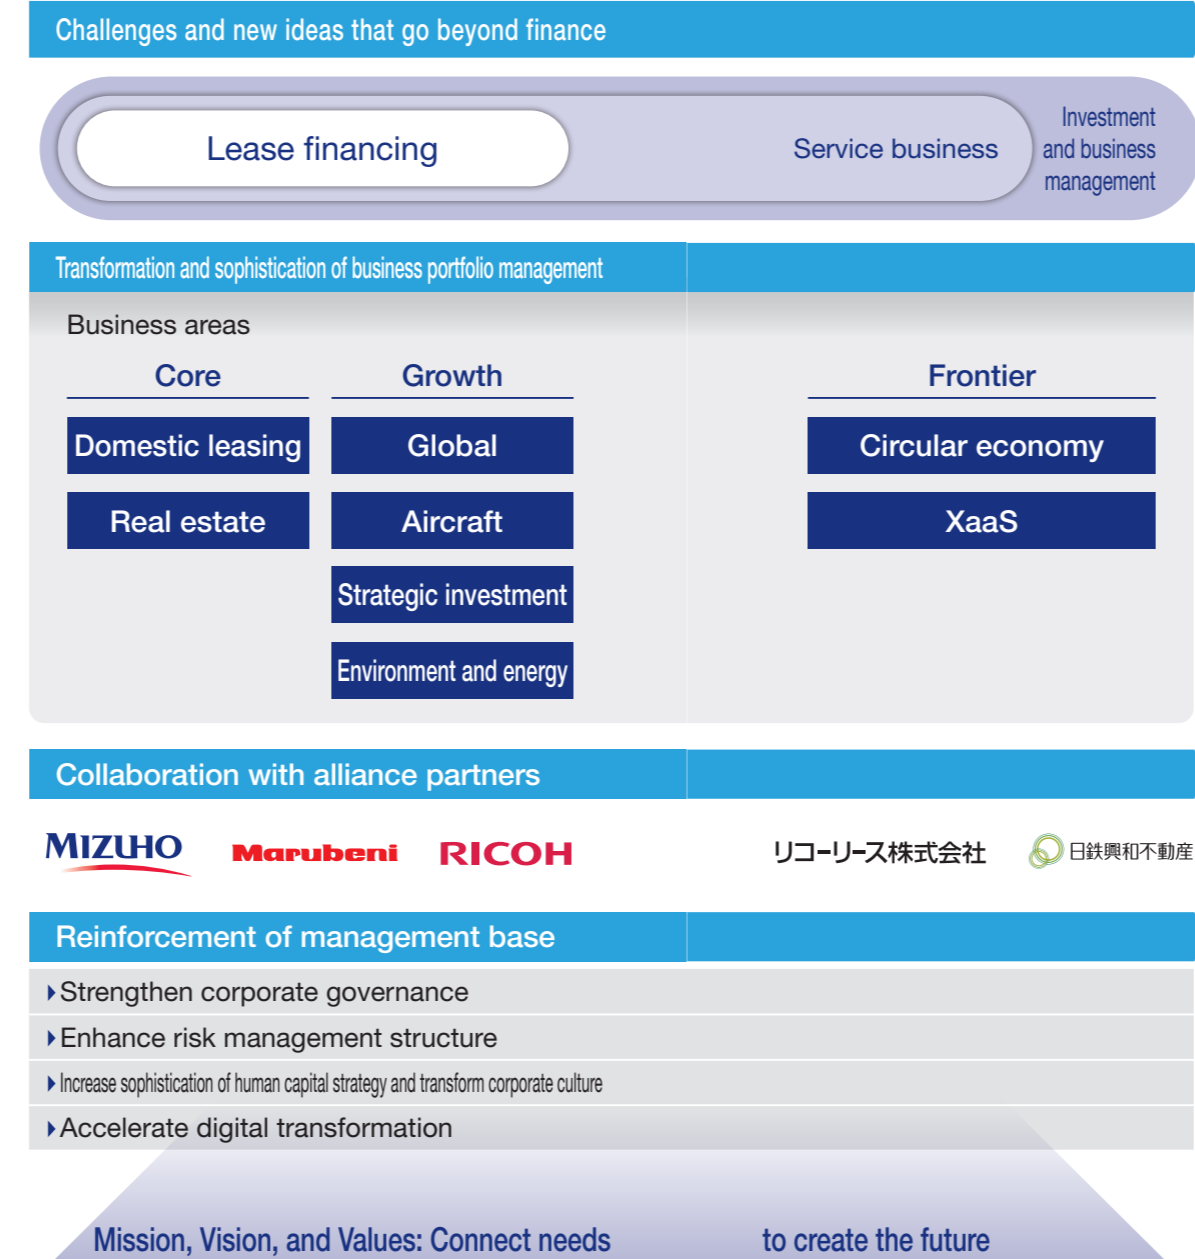 Challenges and new ideas that go beyond finance
Lease financing
Service business
Investment
and business
management
Transformation and sophistication of business portfolio management
Business areas
Core
Growth
Frontier
Domestic leasing
Global
Circular economy
Real estate
Aircraft
XaaS
Strategic investment
Environment and energy
Collaboration with alliance partners
MIZUHO
Marubeni
RICOH
リコーリース株式会社
日鉄興和不動産
Reinforcement of management base
Strengthen corporate governance
Enhance risk management structure
Increase sophistication of human capital strategy and transform corporate culture
Accelerate digital transformation
Mission, Vision, and Values: Connect needs to create the future